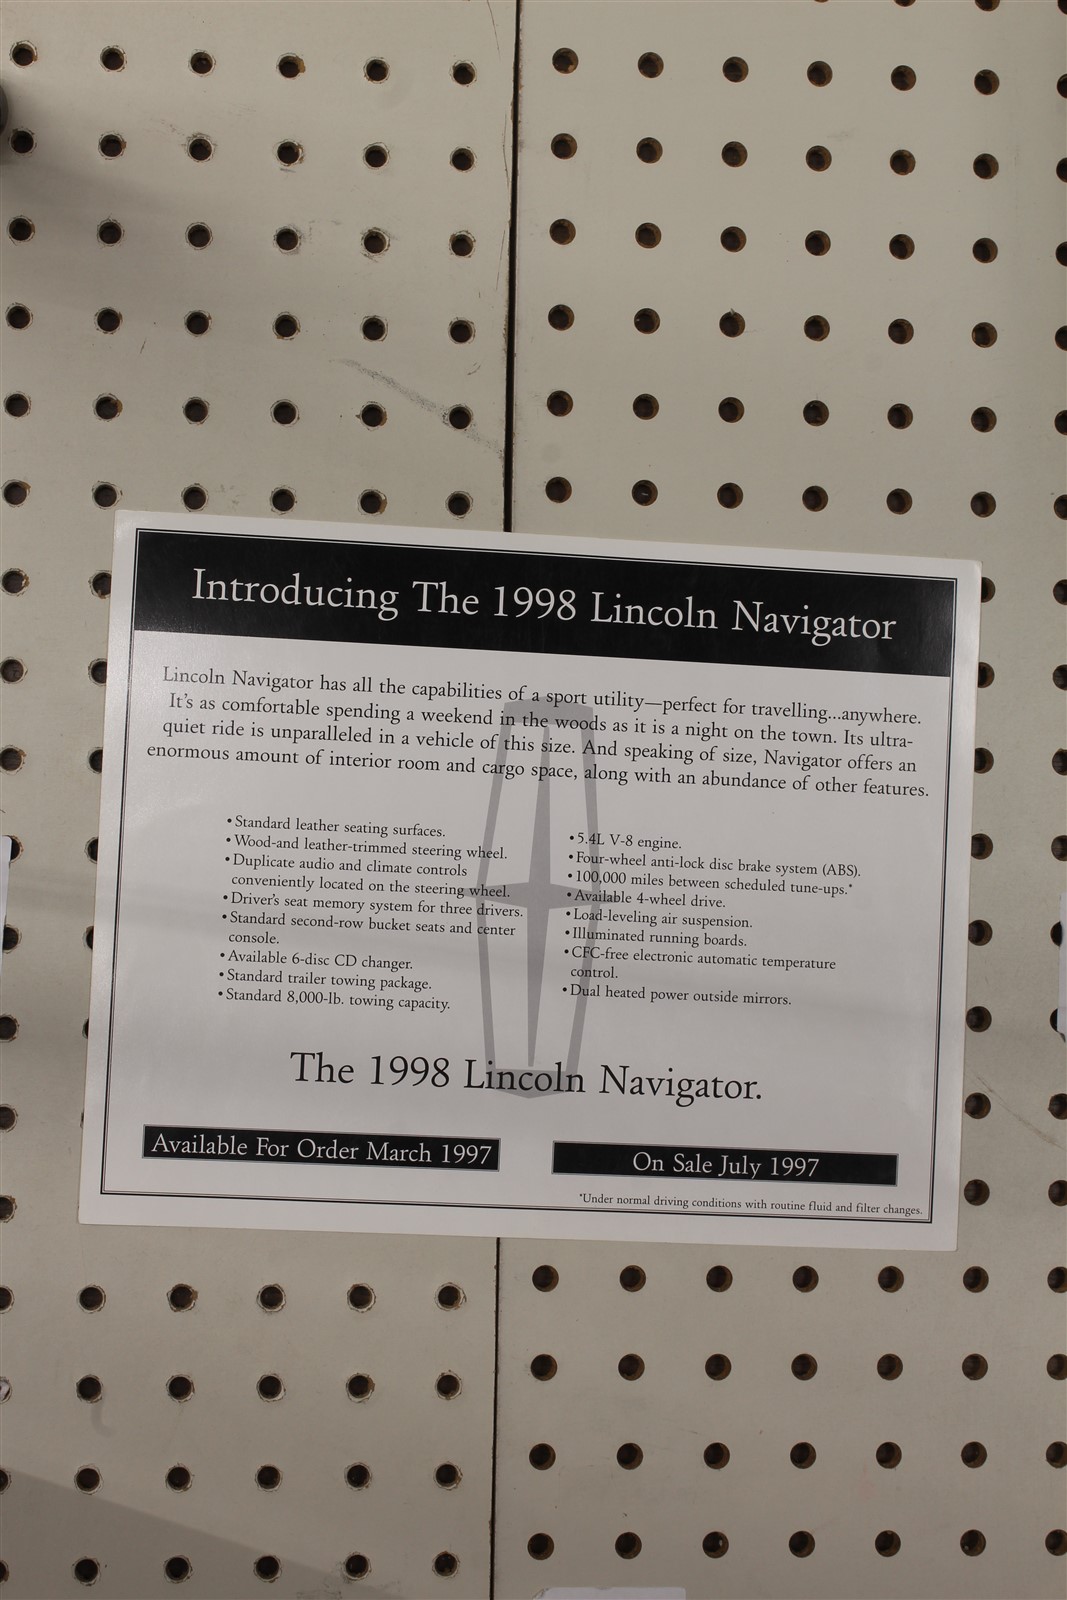 Introducing The 1998 Lincoln Navigator
Lincoln Navigator has all the capabilities of a sport utility—perfect for travelling...anywhere.
It's as comfortable spending a weekend in the woods as it is a night on the town. Its ultra-
quiet ride is unparalleled in a vehicle of this size. And speaking of size, Navigator offers an
enormous amount of interior room and cargo space, along with an abundance of other features.
• Standard leather seating surfaces.
• Wood-and leather-trimmed steering wheel.
• Duplicate audio and climate controls
conveniently located on the steering wheel.
• Driver's seat memory system for three drivers.
• Standard second-row bucket seats and center
console.
• Available 6-disc CD changer.
• Standard trailer towing package.
• Standard 8,000-lb. towing capacity.
• 5.4L V-8 engine.
• Four-wheel anti-lock disc brake system (ABS).
• 100,000 miles between scheduled tune-ups.*
• Available 4-wheel drive.
• Load-leveling air suspension.
• Illuminated running boards.
• CFC-free electronic automatic temperature
control.
• Dual heated power outside mirrors.
The 1998 Lincoln Navigator.
Available For Order March 1997
On Sale July 1997
*Under normal driving conditions with routine fluid and filter changes.